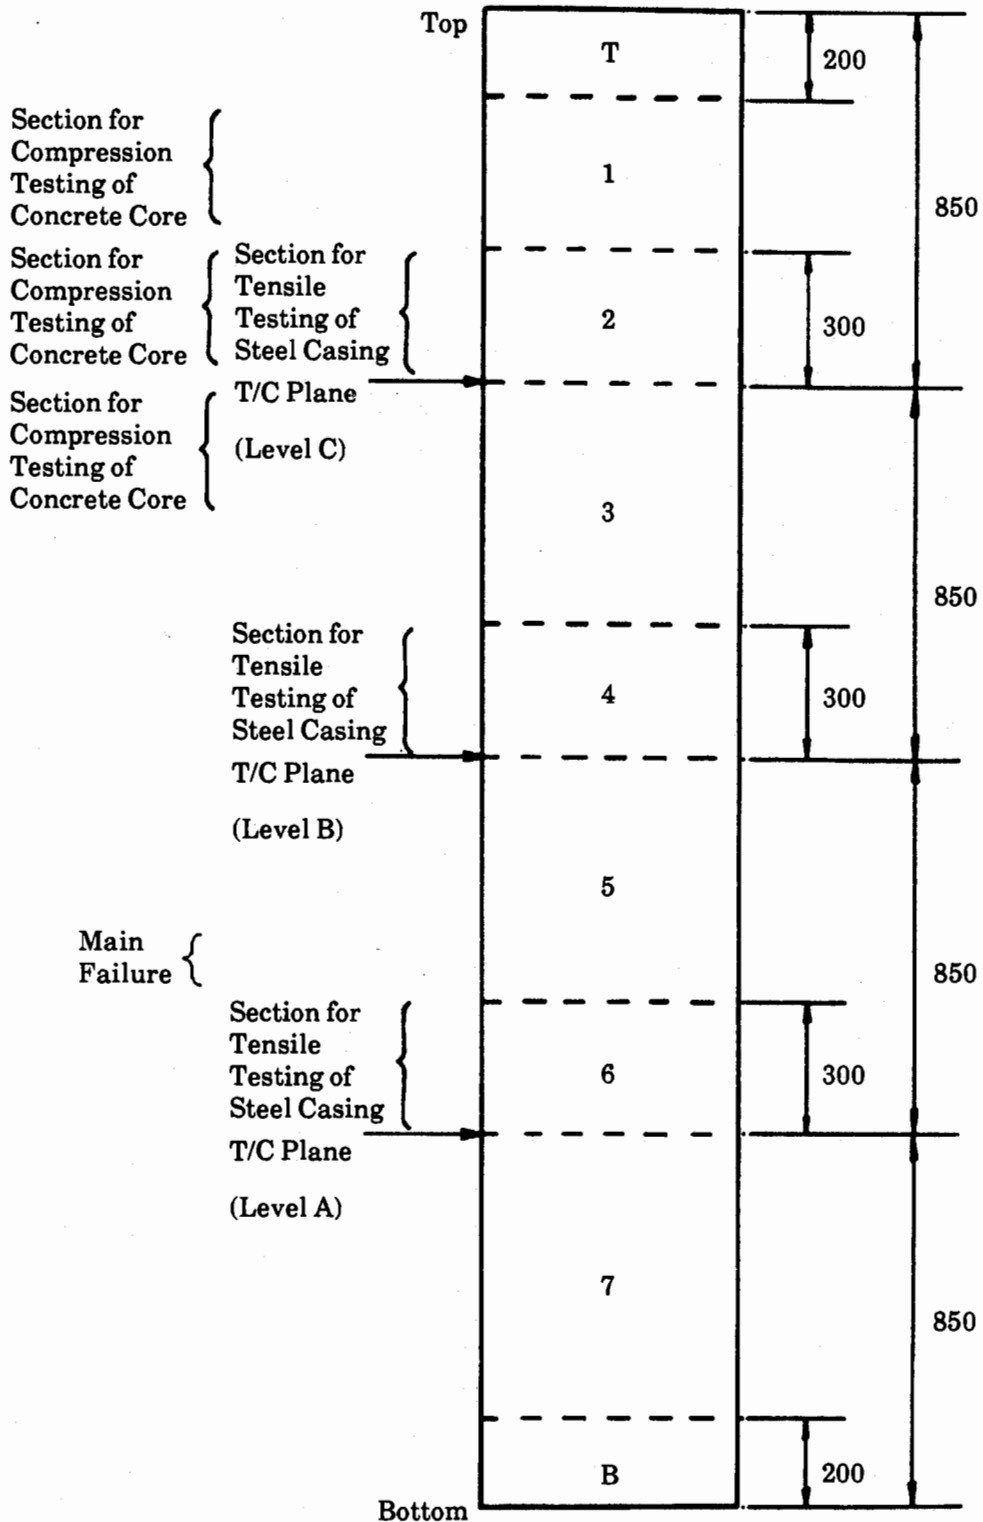 Top
T
200
Section for
Compression
Testing of
Concrete Core
1
850
Section for
Compression
Testing of
Concrete Core
Section for
Tensile
Testing of
Steel Casing
2
300
T/C Plane
(Level C)
Section for
Compression
Testing of
Concrete Core
3
850
Section for
Tensile
Testing of
Steel Casing
4
300
T/C Plane
(Level B)
5
Main
Failure
850
Section for
Tensile
Testing of
Steel Casing
6
300
T/C Plane
(Level A)
7
850
B
200
Bottom